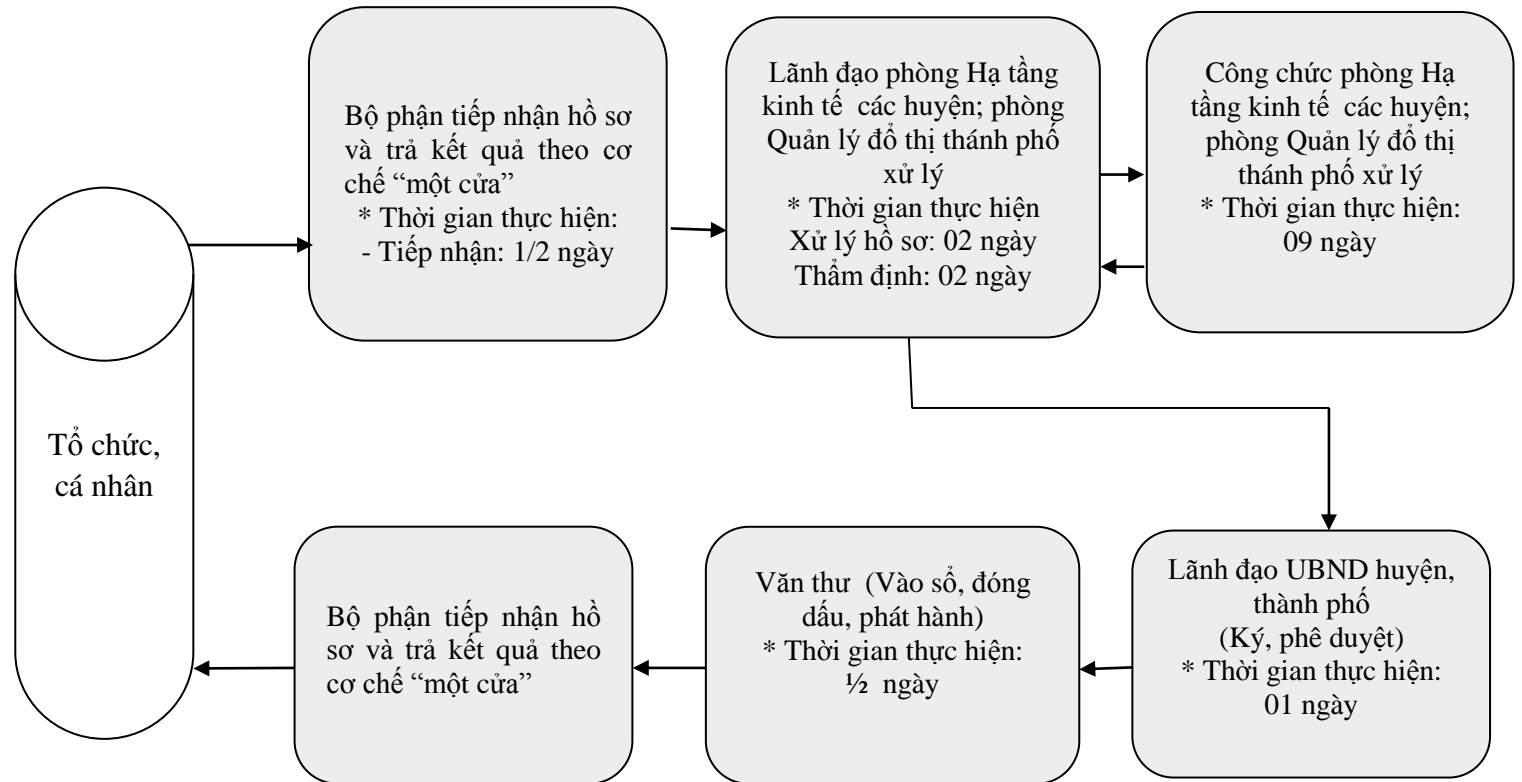 Tổ chức,
cá nhân
Bộ phận tiếp nhận hồ sơ
và trả kết quả theo cơ
chế “một cửa”
* Thời gian thực hiện:
- Tiếp nhận: 1/2 ngày
Lãnh đạo phòng Hạ tầng
kinh tế các huyện; phòng
Quản lý đổ thị thánh phố
xử lý
* Thời gian thực hiện
Xử lý hồ sơ: 02 ngày
Thẩm định: 02 ngày
Công chức phòng Hạ
tầng kinh tế các huyện;
phòng Quản lý đổ thị
thánh phố xử lý
* Thời gian thực hiện:
09 ngày
Lãnh đạo UBND huyện,
thành phố
(Ký, phê duyệt)
* Thời gian thực hiện:
01 ngày
Văn thư (Vào sổ, đóng
dấu, phát hành)
* Thời gian thực hiện:
½ ngày
Bộ phận tiếp nhận hồ
sơ và trả kết quả theo
cơ chế “một cửa”